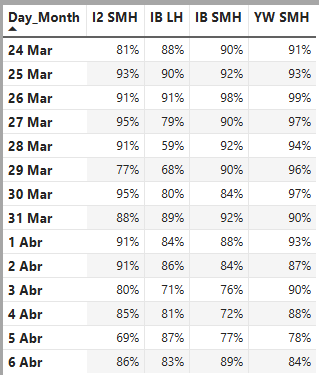 Day_Month I2 SMH IB LH IB SMH YW SMH
24 Mar 81% 88% 90% 91%
25 Mar 93% 90% 92% 93%
26 Mar 91% 91% 98% 99%
27 Mar 95% 79% 90% 97%
28 Mar 91% 59% 92% 94%
29 Mar 77% 68% 90% 96%
30 Mar 95% 80% 84% 97%
31 Mar 88% 89% 92% 90%
1 Abr 91% 84% 88% 93%
2 Abr 91% 86% 84% 87%
3 Abr 80% 71% 76% 90%
4 Abr 85% 81% 72% 88%
5 Abr 69% 87% 77% 78%
6 Abr 86% 83% 89% 84%